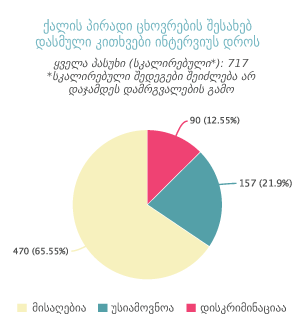 ქალის პირადი ცხოვრების შესახებ
დასმული კითხვები ინტერვიუს დროს
ყველა პასუხი (სკალირებული*): 717
*სკალირებული შედეგები შეიძლება არ
დაჯამდეს დამრგვალების გამო
90 (12.55%)
157 (21.9%)
470 (65.55%)
მისაღებია უსიამოვნოა დისკრიმინაციაა